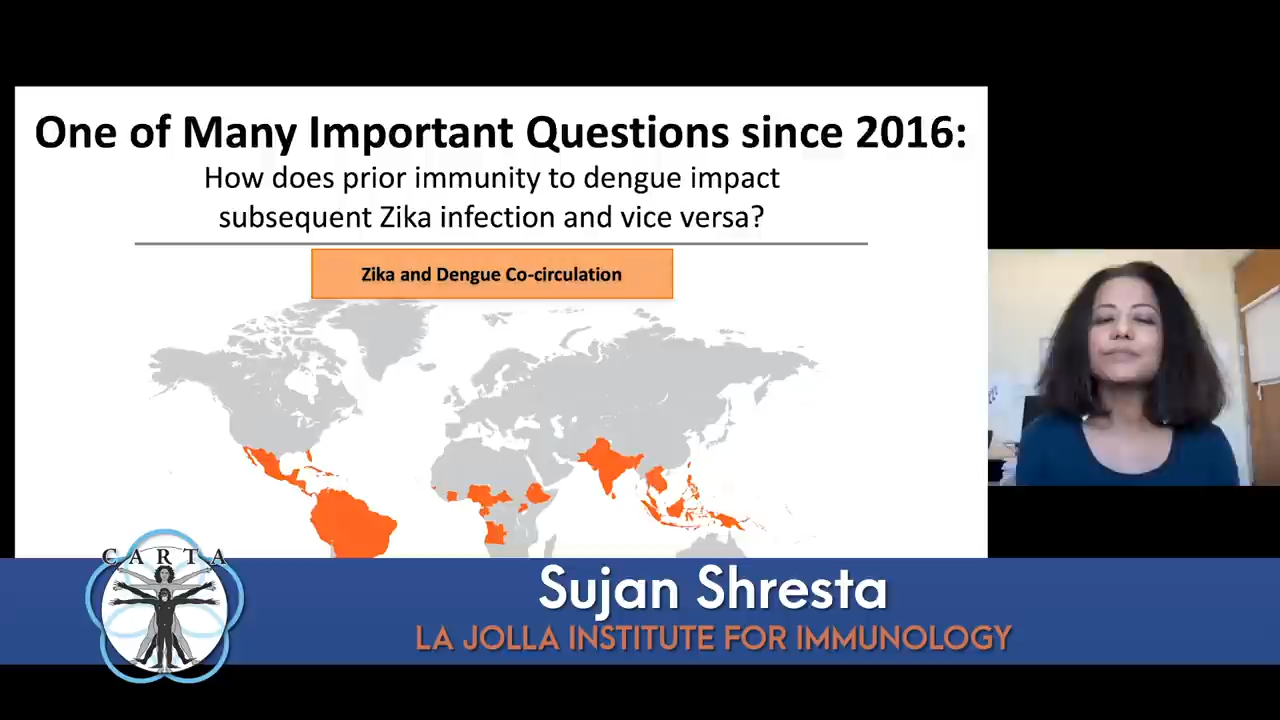 One of Many Important Questions since 2016:
How does prior immunity to dengue impact
subsequent Zika infection and vice versa?
Zika and Dengue Co-circulation
CARTA
Sujan Shresta
LA JOLLA INSTITUTE FOR IMMUNOLOGY